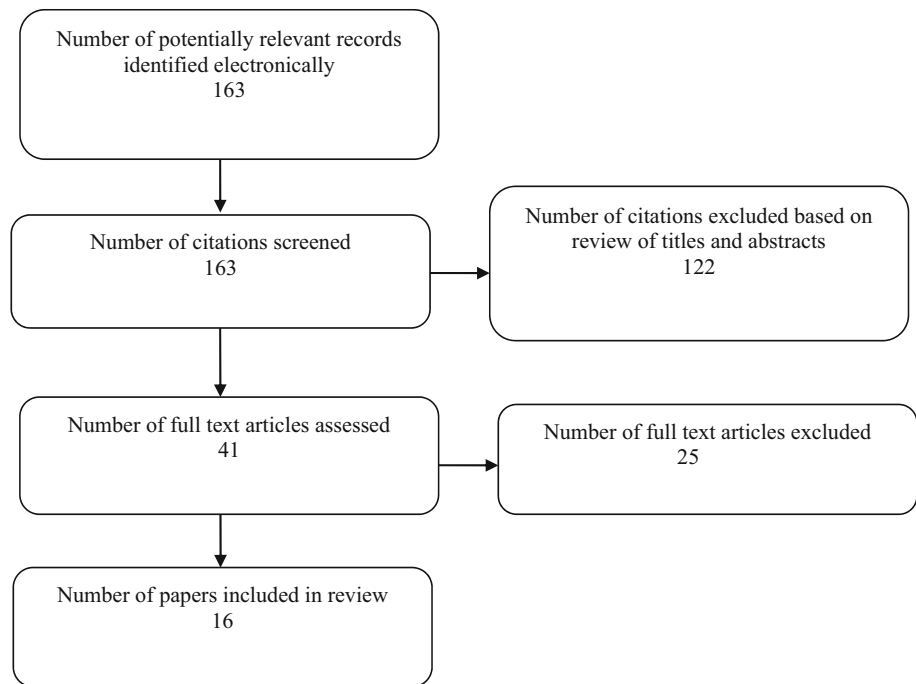 Number of potentially relevant records
identified electronically
163
Number of citations screened
163
Number of citations excluded based on
review of titles and abstracts
122
Number of full text articles assessed
41
Number of full text articles excluded
25
Number of papers included in review
16